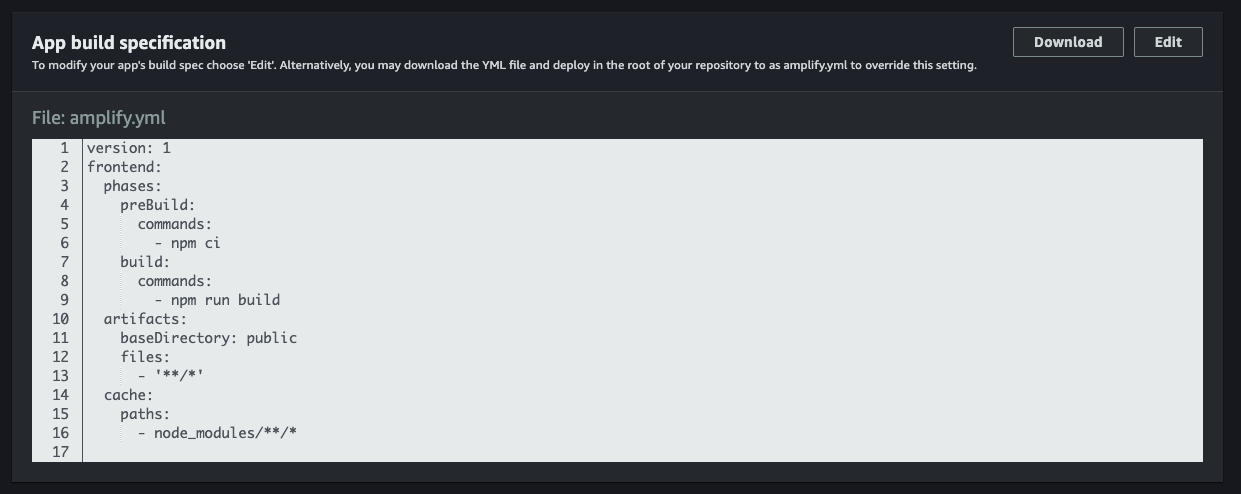 App build specification
Download
Edit
To modify your app's build spec choose 'Edit'. Alternatively, you may download the YML file and deploy in the root of your repository to as amplify.yml to override this setting.
File: amplify.yml
1 version: 1
2 frontend:
3   phases:
4     preBuild:
5       commands:
6         - npm ci
7     build:
8       commands:
9         - npm run build
10   artifacts:
11     baseDirectory: public
12     files:
13       - '**/*'
14   cache:
15     paths:
16       - node_modules/**/*
17